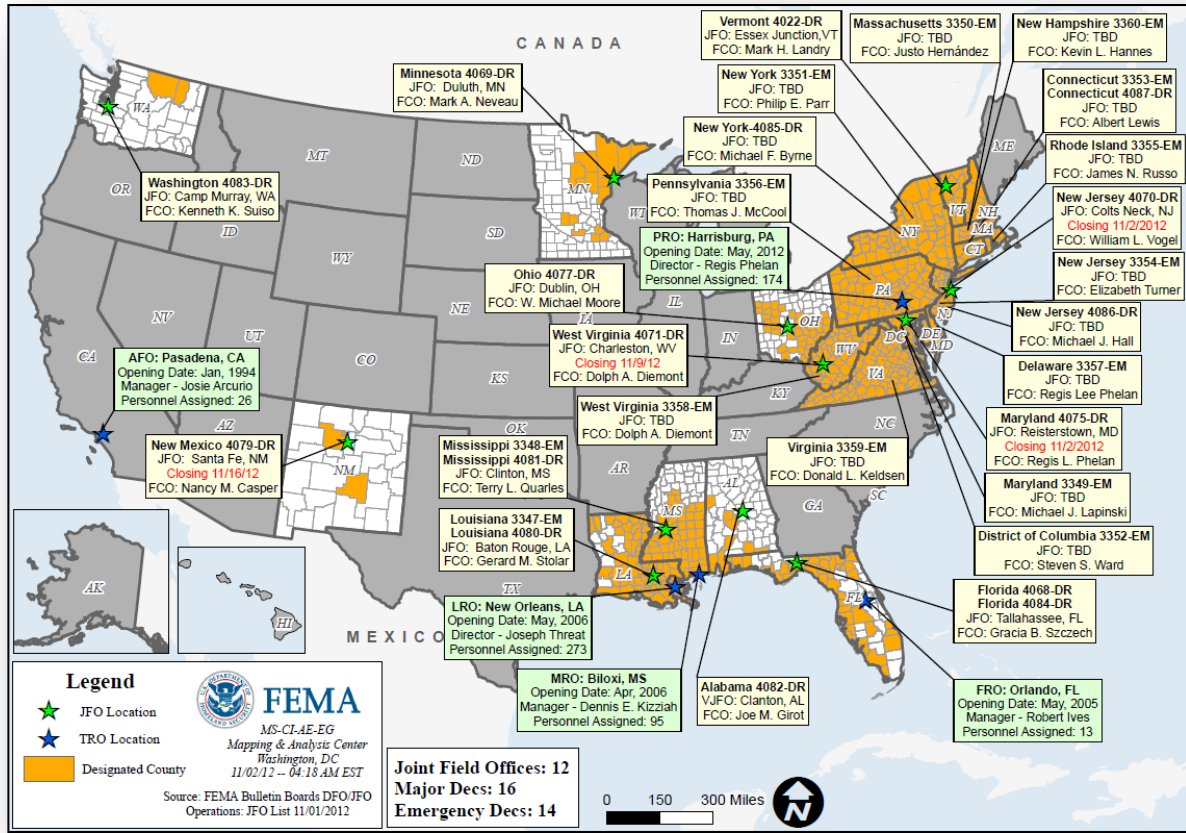 CANADA
Vermont 4022-DR
JFO: Essex Junction,VT
FCO: Mark H. Landry
Massachusetts 3350-EM
JFO: TBD
FCO: Justo Hernández
New Hampshire 3360-EM
JFO: TBD
FCO: Kevin L. Hannes
Minnesota 4069-DR
JFO: Duluth, MN
FCO: Mark A. Neveau
New York 3351-EM
JFO: TBD
FCO: Philip E. Parr
Connecticut 3353-EM
Connecticut 4087-DR
JFO: TBD
FCO: Albert Lewis
New York-4085-DR
JFO: TBD
FCO: Michael F. Byrne
Rhode Island 3355-EM
JFO: TBD
FCO: James N. Russo
Washington 4083-DR
JFO: Camp Murray, WA
FCO: Kenneth K. Suiso
Pennsylvania 3356-EM
JFO: TBD
FCO: Thomas J. McCool
New Jersey 4070-DR
JFO: Colts Neck, NJ
Closing 11/2/2012
FCO: William L. Vogel
PRO: Harrisburg, PA
Opening Date: May, 2012
Director - Regis Phelan
Personnel Assigned: 174
New Jersey 3354-EM
JFO: TBD
FCO: Elizabeth Turner
Ohio 4077-DR
JFO: Dublin, OH
FCO: W. Michael Moore
New Jersey 4086-DR
JFO: TBD
FCO: Michael J. Hall
West Virginia 4071-DR
JFO: Charleston, WV
Closing 11/9/12
FCO: Dolph A. Diemont
AFO: Pasadena, CA
Opening Date: Jan, 1994
Manager - Josie Arcurio
Personnel Assigned: 26
Delaware 3357-EM
JFO: TBD
FCO: Regis Lee Phelan
West Virginia 3358-EM
JFO: TBD
FCO: Dolph A. Diemont
Maryland 4075-DR
JFO: Reisterstown, MD
Closing 11/2/2012
FCO: Regis L. Phelan
New Mexico 4079-DR
JFO: Santa Fe, NM
Closing 11/16/12
FCO: Nancy M. Casper
Mississippi 3348-EM
Mississippi 4081-DR
JFO: Clinton, MS
FCO: Terry L. Quarles
Virginia 3359-EM
JFO: TBD
FCO: Donald L. Keldsen
Maryland 3349-EM
JFO: TBD
FCO: Michael J. Lapinski
Louisiana 3347-EM
Louisiana 4080-DR
JFO: Baton Rouge, LA
FCO: Gerard M. Stolar
District of Columbia 3352-EM
JFO: TBD
FCO: Steven S. Ward
LRO: New Orleans, LA
Opening Date: May, 2006
Director - Joseph Threat
Personnel Assigned: 273
Florida 4068-DR
Florida 4084-DR
JFO: Tallahassee, FL
FCO: Gracia B. Szczech
MRO: Biloxi, MS
Opening Date: Apr, 2006
Manager - Dennis E. Kizziah
Personnel Assigned: 95
Alabama 4082-DR
VJFO: Clanton, AL
FCO: Joe M. Girot
FRO: Orlando, FL
Opening Date: May, 2005
Manager - Robert Ives
Personnel Assigned: 13
WA
MT
ND
MN
ME
OR
ID
SD
WI
VT
NH
NY
MA
CT
WY
NE
IA
IL
IN
OH
PA
NJ
NV
UT
CO
KS
KY
WV
VA
DC
DE
MD
CA
AZ
NM
OK
AR
TN
NC
SC
TX
LA
MS
AL
GA
FL
AK
HI
MEXICO
Legend
JFO Location
TRO Location
Designated County
FEMA
MS-CI-AE-EG
Mapping & Analysis Center
Washington, DC
11/02/12 -- 04:18 AM EST
Source: FEMA Bulletin Boards DFO/JFO
Operations: JFO List 11/01/2012
Joint Field Offices: 12
Major Decs: 16
Emergency Decs: 14
0 150 300 Miles
N